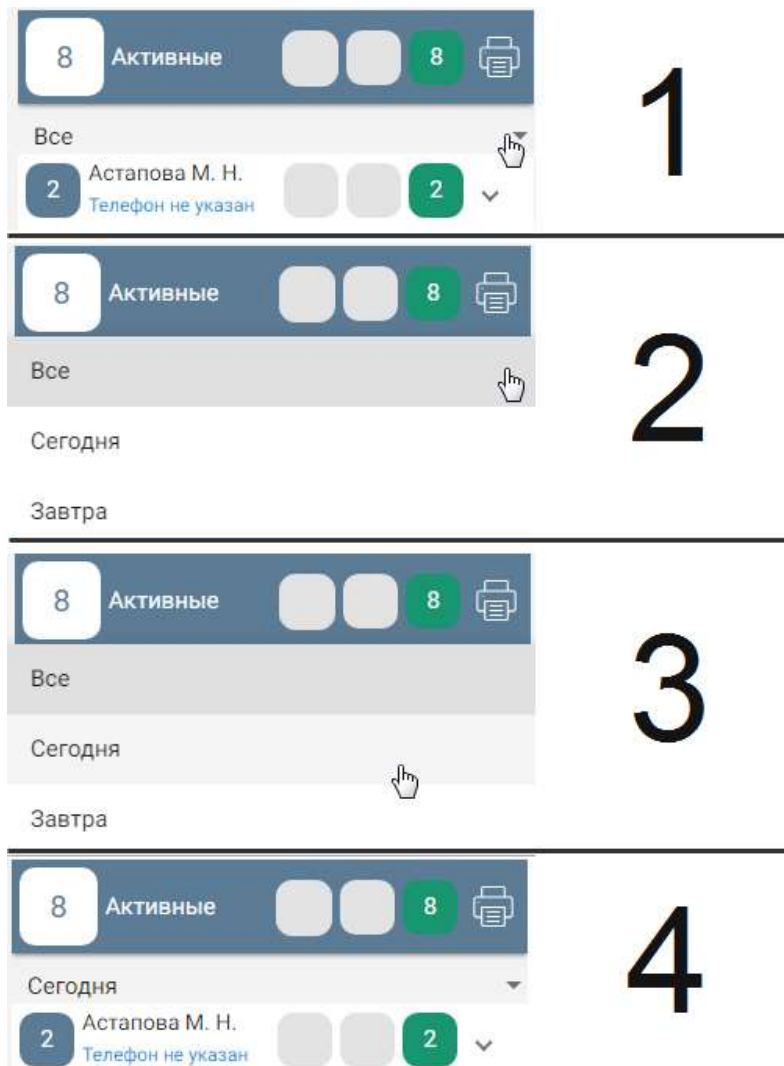 8 Активные 8
1
Все
2 Астапова М. Н. 2
Телефон не указан
8 Активные 8
2
Все
Сегодня
Завтра
8 Активные 8
3
Все
Сегодня
Завтра
8 Активные 8
4
Сегодня
2 Астапова М. Н. 2
Телефон не указан